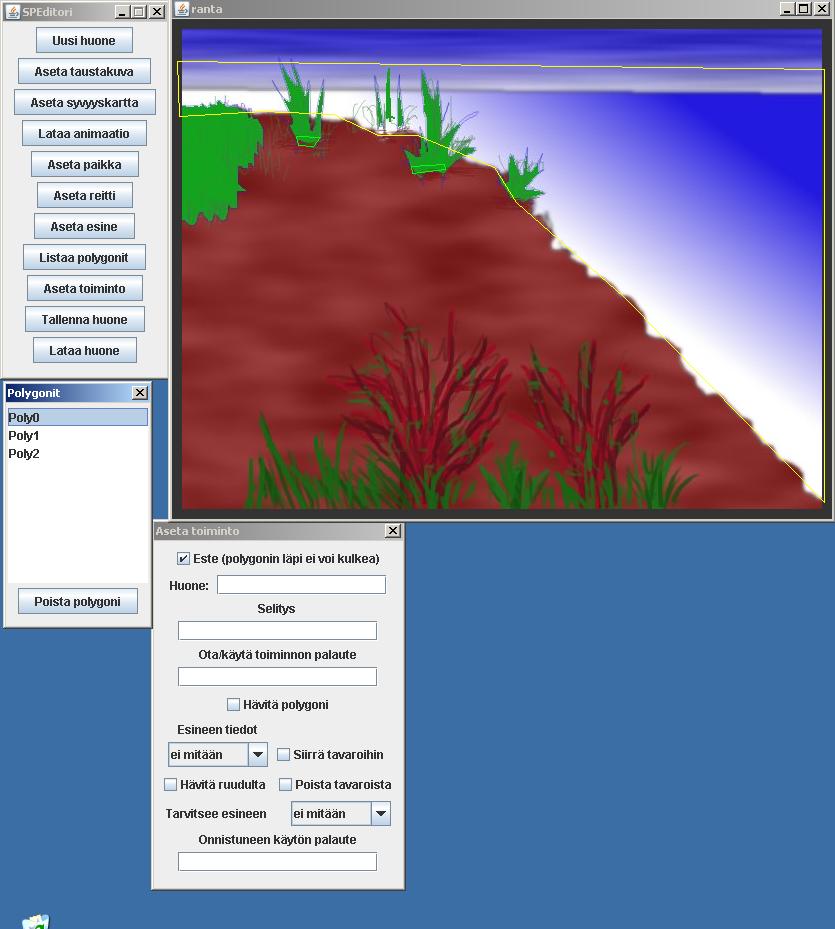 SPEditori
Uusi huone
Aseta taustakuva
Aseta syvyyskartta
Lataa animaatio
Aseta paikka
Aseta reitti
Aseta esine
Listaa polygonit
Aseta toiminto
Tallenna huone
Lataa huone
ranta
Polygonit
Poly0
Poly1
Poly2
Poista polygoni
Aseta toiminto
Este (polygonin läpi ei voi kulkea)
Huone:
Selitys
Ota/käytä toiminnon palaute
Hävitä polygoni
Esineen tiedot
ei mitään Siirrä tavaroihin
Hävitä ruudulta Poista tavaroista
Tarvitsee esineen ei mitään
Onnistuneen käytön palaute